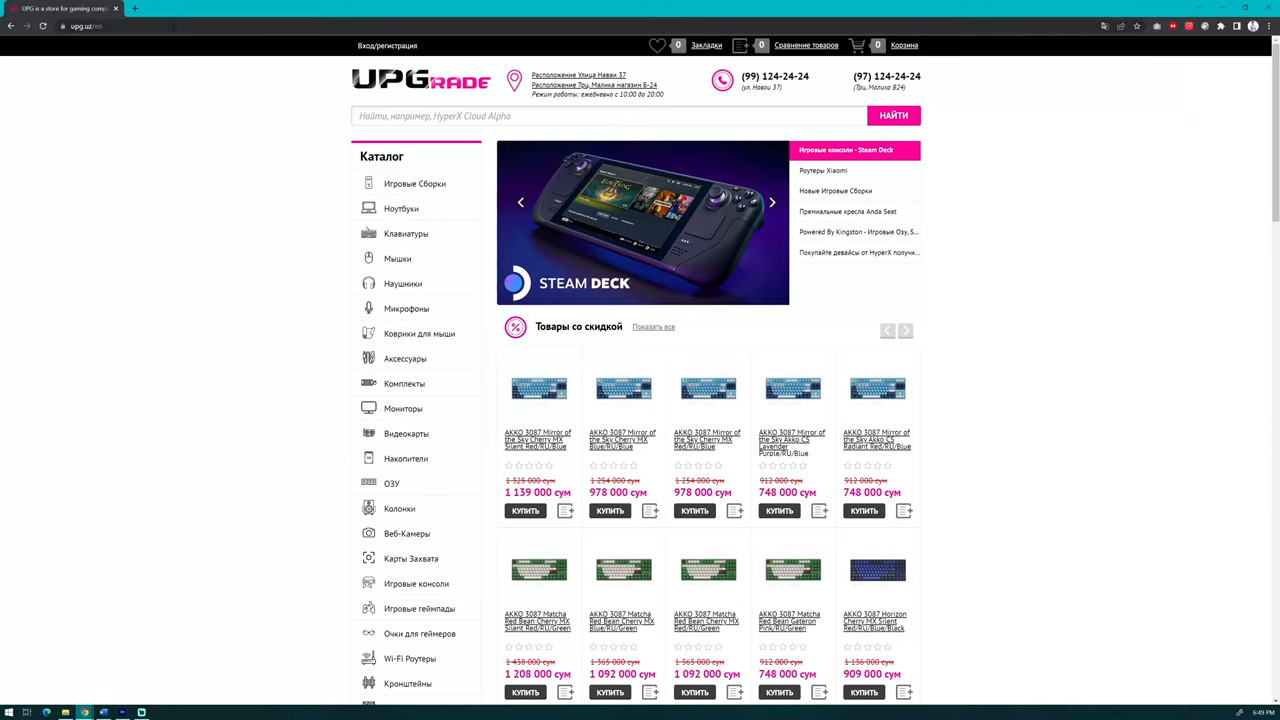 UPG is a store for gaming compu
upg.uz/en
Вход/регистрация
0 Закладки
0 Сравнение товаров
0 Корзина
UPGRADE
Расположение Улица Наваи 37
Расположение Трц. Малика магазин Б-24
Режим работы: ежедневно с 10:00 до 20:00
(99) 124-24-24
(ул. Навои 37)
(97) 124-24-24
(Трц. Малика B24)
Найти, например, HyperX Cloud Alpha
НАЙТИ
Каталог
Игровые Сборки
Ноутбуки
Клавиатуры
Мышки
Наушники
Микрофоны
Коврики для мыши
Аксессуары
Комплекты
Мониторы
Видеокарты
Накопители
ОЗУ
Колонки
Веб-Камеры
Карты Захвата
Игровые консоли
Игровые геймпады
Очки для геймеров
Wi-Fi Роутеры
Кронштейны
STEAM DECK
Игровые консоли - Steam Deck
Роутеры Xiaomi
Новые Игровые Сборки
Премиальные кресла Anda Seat
Powered By Kingston - Игровые Озу, S...
Покупайте девайсы от HyperX получи...
Товары со скидкой
Показать все
AKKO 3087 Mirror of
the Sky Cherry MX
Silent Red/RU/Blue
1 325 000 сум
1 139 000 сум
КУПИТЬ
AKKO 3087 Mirror of
the Sky Cherry MX
Blue/RU/Blue
1 254 000 сум
978 000 сум
КУПИТЬ
AKKO 3087 Mirror of
the Sky Cherry MX
Red/RU/Blue
1 254 000 сум
978 000 сум
КУПИТЬ
AKKO 3087 Mirror of
the Sky Akko CS
Lavender
Purple/RU/Blue
912 000 сум
748 000 сум
КУПИТЬ
AKKO 3087 Mirror of
the Sky Akko CS
Radiant Red/RU/Blue
912 000 сум
748 000 сум
КУПИТЬ
AKKO 3087 Matcha
Red Bean Cherry MX
Silent Red/RU/Green
1 438 000 сум
1 208 000 сум
КУПИТЬ
AKKO 3087 Matcha
Red Bean Cherry MX
Blue/RU/Green
1 365 000 сум
1 092 000 сум
КУПИТЬ
AKKO 3087 Matcha
Red Bean Cherry MX
Red/RU/Green
1 365 000 сум
1 092 000 сум
КУПИТЬ
AKKO 3087 Matcha
Red Bean Gateron
Pink/RU/Green
912 000 сум
748 000 сум
КУПИТЬ
AKKO 3087 Horizon
Cherry MX Silent
Red/RU/Blue/Black
1 136 000 сум
909 000 сум
КУПИТЬ
6:49 PM